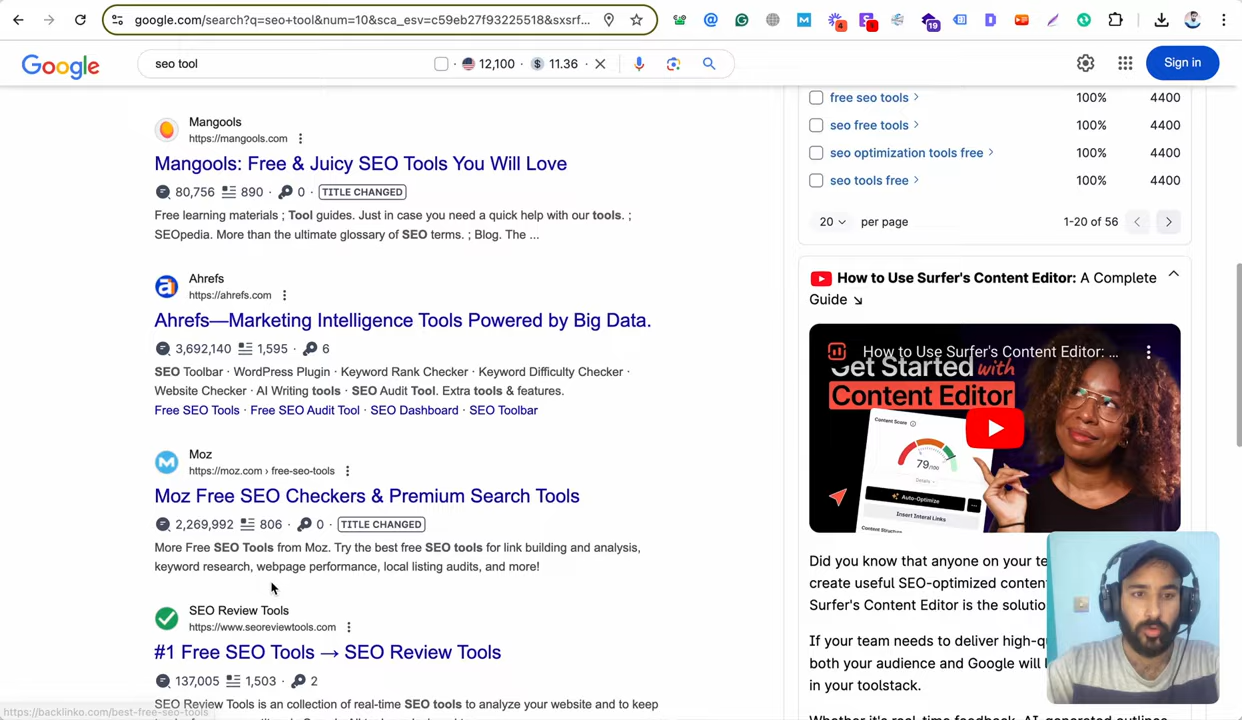 google.com/search?q=seo+tool&num=10&sca_esv=c59eb27f93225518&sxsrf...
4
19
Google
seo tool
· 12,100 · $ 11.36 ·
Sign in
Mangools
https://mangools.com
Mangools: Free & Juicy SEO Tools You Will Love
80,756 890 · 0 · TITLE CHANGED
Free learning materials ; Tool guides. Just in case you need a quick help with our tools. ;
SEOpedia. More than the ultimate glossary of SEO terms. ; Blog. The ...
Ahrefs
https://ahrefs.com
Ahrefs—Marketing Intelligence Tools Powered by Big Data.
3,692,140 1,595 · 6
SEO Toolbar · WordPress Plugin · Keyword Rank Checker · Keyword Difficulty Checker ·
Website Checker · AI Writing tools · SEO Audit Tool. Extra tools & features.
Free SEO Tools · Free SEO Audit Tool · SEO Dashboard · SEO Toolbar
Moz
https://moz.com › free-seo-tools
Moz Free SEO Checkers & Premium Search Tools
2,269,992 806 · 0 · TITLE CHANGED
More Free SEO Tools from Moz. Try the best free SEO tools for link building and analysis,
keyword research, webpage performance, local listing audits, and more!
SEO Review Tools
https://www.seoreviewtools.com
#1 Free SEO Tools → SEO Review Tools
137,005 1,503 · 2
SEO Review Tools is an collection of real-time SEO tools to analyze your website and to keep
https://backlinko.com/best-free-seo-tools
free seo tools › 100% 4400
seo free tools › 100% 4400
seo optimization tools free › 100% 4400
seo tools free › 100% 4400
20 per page 1-20 of 56
How to Use Surfer's Content Editor: A Complete
Guide ↘
How to Use Surfer's Content Editor: ...
Get Started with
Content Editor
Content Score
79/100
Details
Auto-Optimize
Insert Internal Links
Content Structure
Did you know that anyone on your te
create useful SEO-optimized conten
Surfer's Content Editor is the solutio
If your team needs to deliver high-qu
both your audience and Google will l
in your toolstack.